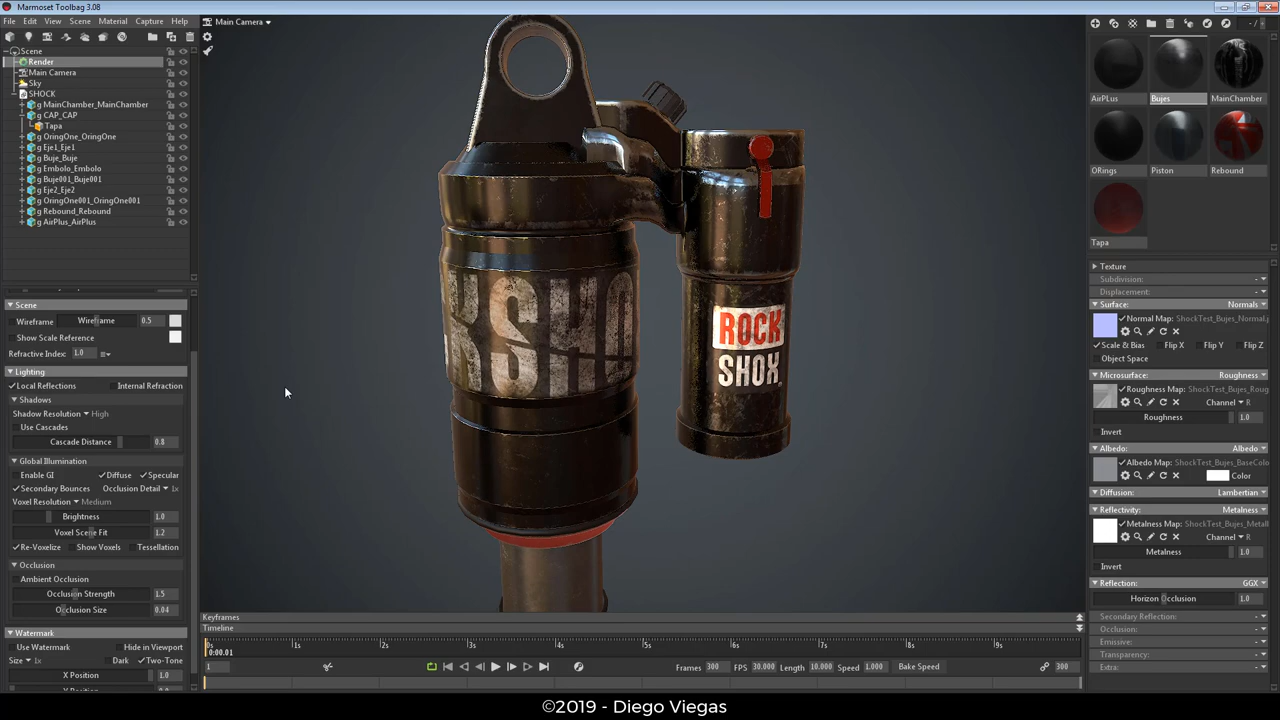 Marmoset Toolbag 3.08
File Edit View Scene Material Capture Help
Main Camera
Scene
Render
Main Camera
Sky
SHOCK
g MainChamber_MainChamber
g CAP_CAP
Tapa
g OringOne_OringOne
g Eje1_Eje1
g Buje_Buje
g Embolo_Embolo
g Buje001_Buje001
g Eje2_Eje2
g OringOne001_OringOne001
g Rebound_Rebound
g AirPlus_AirPlus
Scene
Wireframe Wireframe 0.5
Show Scale Reference
Refractive Index: 1.0
Lighting
Local Reflections Internal Refraction
Shadows
Shadow Resolution High
Use Cascades
Cascade Distance 0.8
Global Illumination
Enable GI Diffuse Specular
Secondary Bounces Occlusion Detail 1x
Voxel Resolution Medium
Brightness 1.0
Voxel Scene Fit 1.2
Re-Voxelize Show Voxels Tessellation
Occlusion
Ambient Occlusion
Occlusion Strength 1.5
Occlusion Size 0.04
Watermark
Use Watermark Hide in Viewport
Size 1x Dark Two-Tone
X Position 1.0
KSHO
ROCK
SHOX
Keyframes
Timeline
0s 1s 2s 3s 4s 5s 6s 7s 8s 9s
0:00.01
1 Frames 300 FPS 30.000 Length 10.000 Speed 1.000 Bake Speed 300
AirPLus Bujes MainChamber
ORings Piston Rebound
Tapa
Texture
Subdivision:
Displacement:
Surface: Normals
Normal Map: ShockTest_Bujes_Normal.j
Scale & Bias Flip X Flip Y Flip Z
Object Space
Microsurface: Roughness
Roughness Map: ShockTest_Bujes_Roug
Channel R
Roughness 1.0
Invert
Albedo: Albedo
Albedo Map: ShockTest_Bujes_BaseColo
Color
Diffusion: Lambertian
Reflectivity: Metalness
Metalness Map: ShockTest_Bujes_Metall
Channel R
Metalness 1.0
Invert
Reflection: GGX
Horizon Occlusion 1.0
Secondary Reflection:
Occlusion:
Emissive:
Transparency:
Extra:
©2019 - Diego Viegas